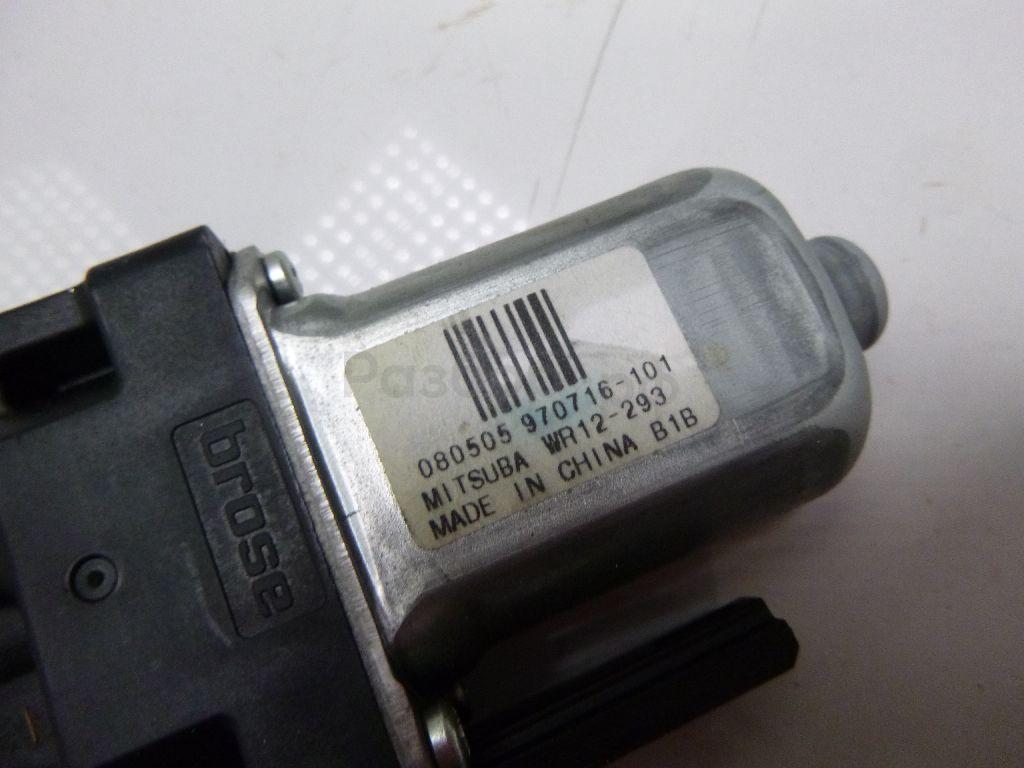 brose
080505 970716-101
MITSUBA WR12-293
MADE IN CHINA B1B